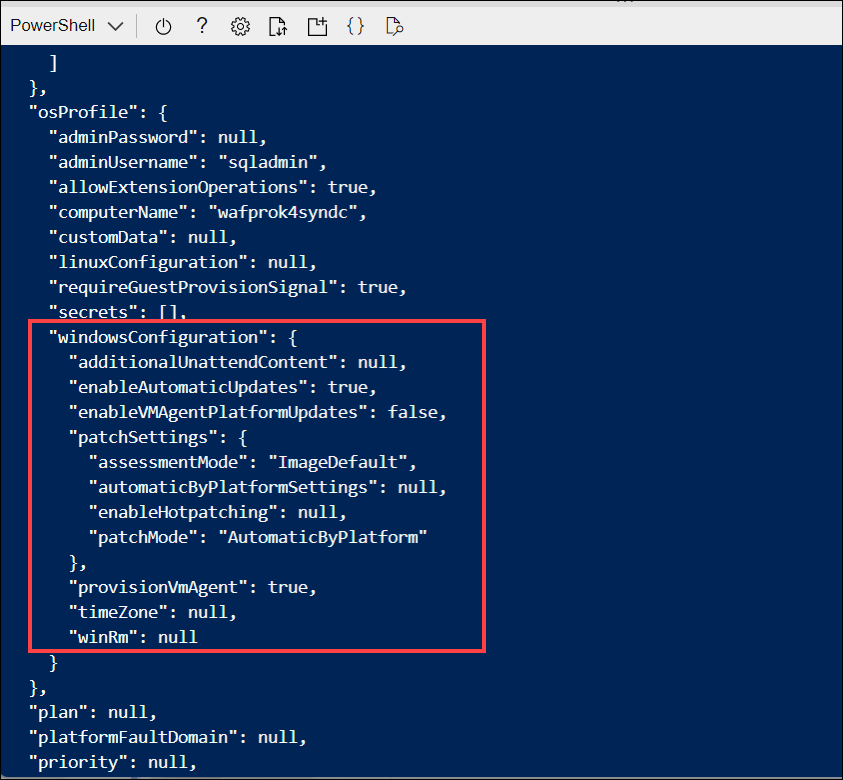 PowerShell
? { }
]
},
"osProfile": {
"adminPassword": null,
"adminUsername": "sqladmin",
"allowExtensionOperations": true,
"computerName": "wafprok4syndc",
"customData": null,
"linuxConfiguration": null,
"requireGuestProvisionSignal": true,
"secrets": [],
"windowsConfiguration": {
"additionalUnattendContent": null,
"enableAutomaticUpdates": true,
"enableVMAgentPlatformUpdates": false,
"patchSettings": {
"assessmentMode": "ImageDefault",
"automaticByPlatformSettings": null,
"enableHotpatching": null,
"patchMode": "AutomaticByPlatform"
},
"provisionVmAgent": true,
"timeZone": null,
"winRm": null
}
},
"plan": null,
"platformFaultDomain": null,
"priority": null,